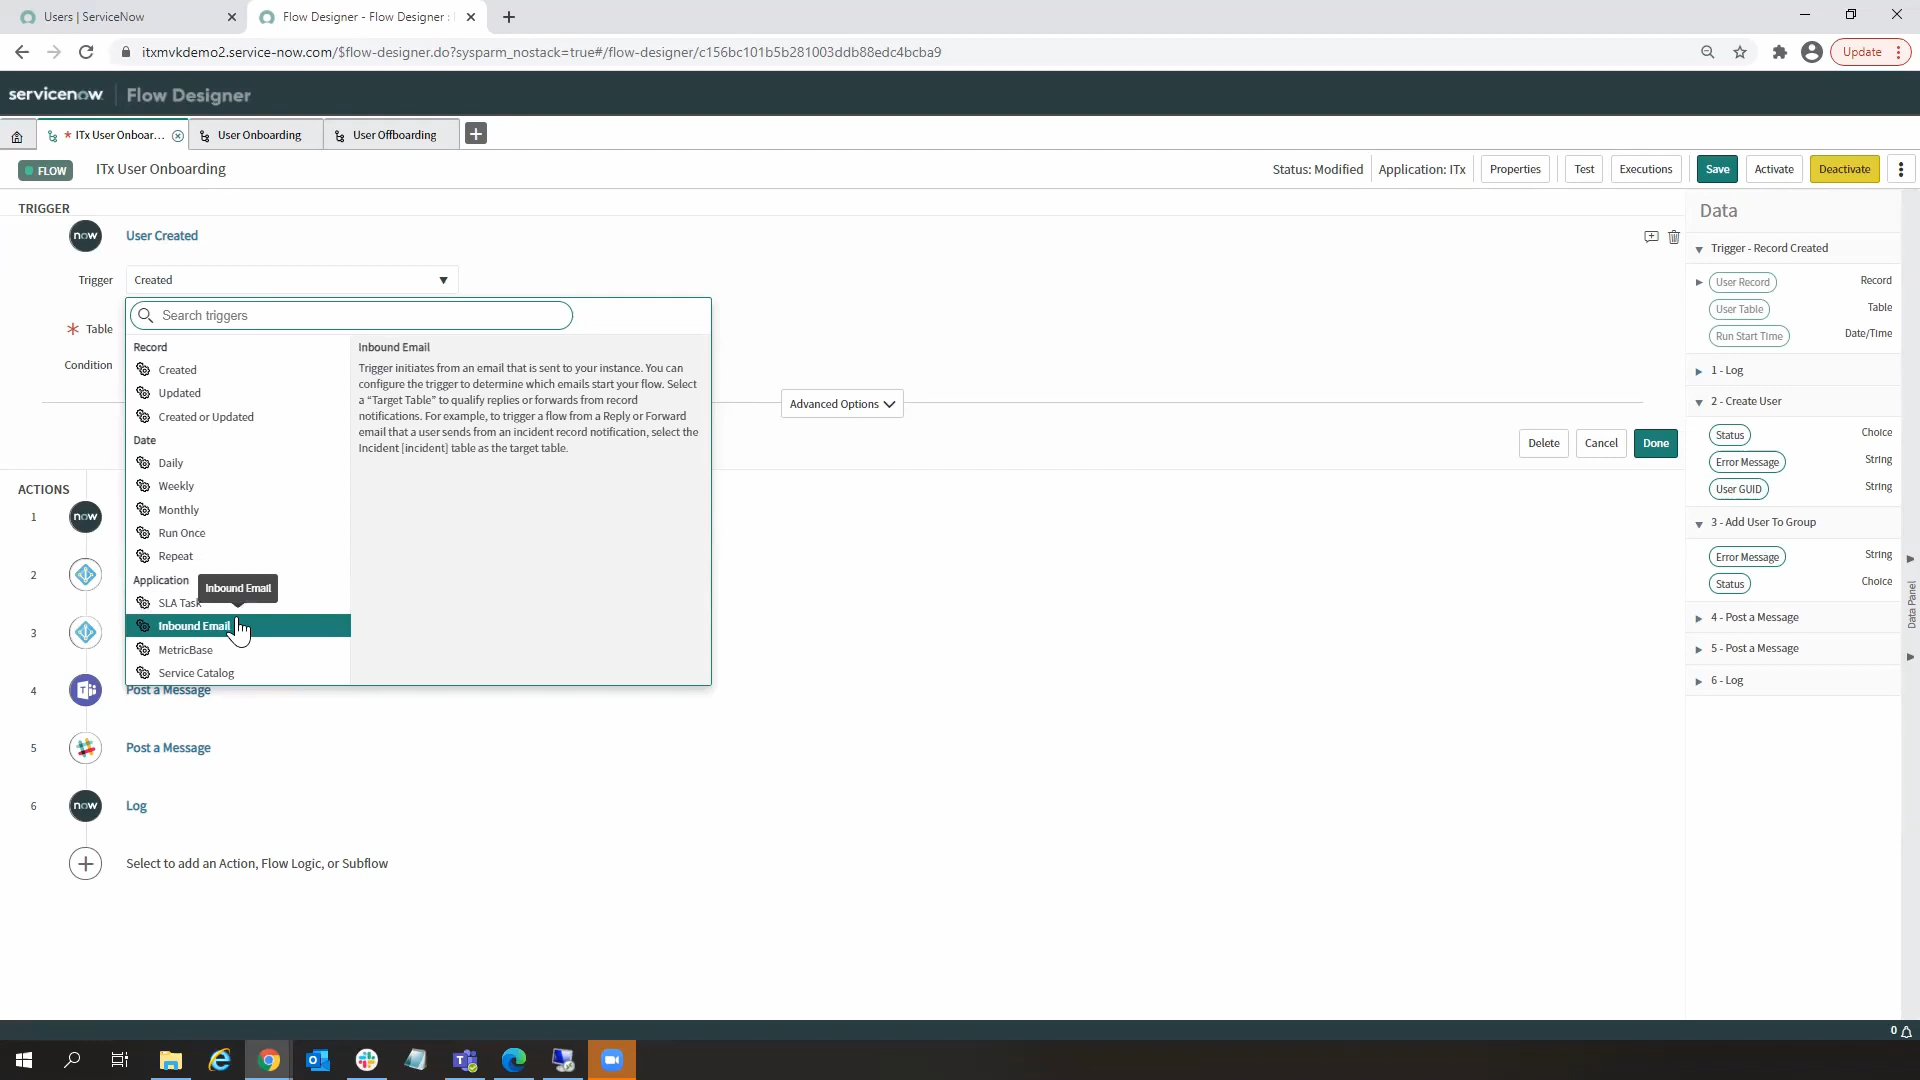 Users | ServiceNow
Flow Designer - Flow Designer :
itxmvkdemo2.service-now.com/$flow-designer.do?sysparm_nostack=true#/flow-designer/c156bc101b5b281003ddb88edc4bcba9
Update
servicenow Flow Designer
* ITx User Onboar...
User Onboarding
User Offboarding
FLOW ITx User Onboarding
Status: Modified Application: ITx Properties Test Executions Save Activate Deactivate
TRIGGER
now User Created
Trigger Created
Search triggers
* Table
Condition
Record
Created
Updated
Created or Updated
Date
Daily
Weekly
Monthly
Run Once
Repeat
Application
Inbound Email
SLA Task
Inbound Email
MetricBase
Service Catalog
Inbound Email
Trigger initiates from an email that is sent to your instance. You can
configure the trigger to determine which emails start your flow. Select
a “Target Table” to qualify replies or forwards from record
notifications. For example, to trigger a flow from a Reply or Forward
email that a user sends from an incident record notification, select the
Incident [incident] table as the target table.
Advanced Options
Delete Cancel Done
ACTIONS
1 now
2
3
4 Post a Message
5 Post a Message
6 now Log
Select to add an Action, Flow Logic, or Subflow
Data
Trigger - Record Created
User Record Record
User Table Table
Run Start Time Date/Time
1 - Log
2 - Create User
Status Choice
Error Message String
User GUID String
3 - Add User To Group
Error Message String
Status Choice
4 - Post a Message
5 - Post a Message
6 - Log
Data Panel
0